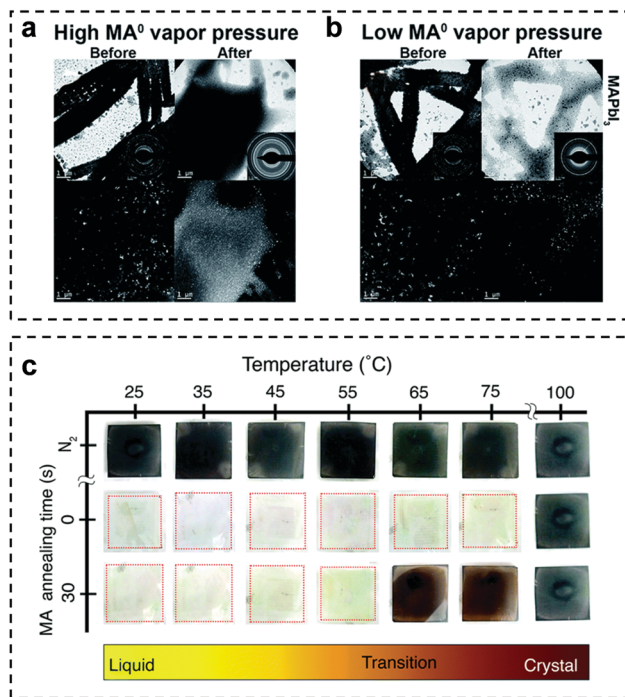 a High MA⁰ vapor pressure
Before After
1 µm 1 µm
1 µm 1 µm
b Low MA⁰ vapor pressure
Before After
MAPbI₃
1 µm 1 µm
1 µm 1 µm
c
Temperature (˚C)
25 35 45 55 65 75 100
MA annealing time (s)
N₂
0
30
Liquid Transition Crystal